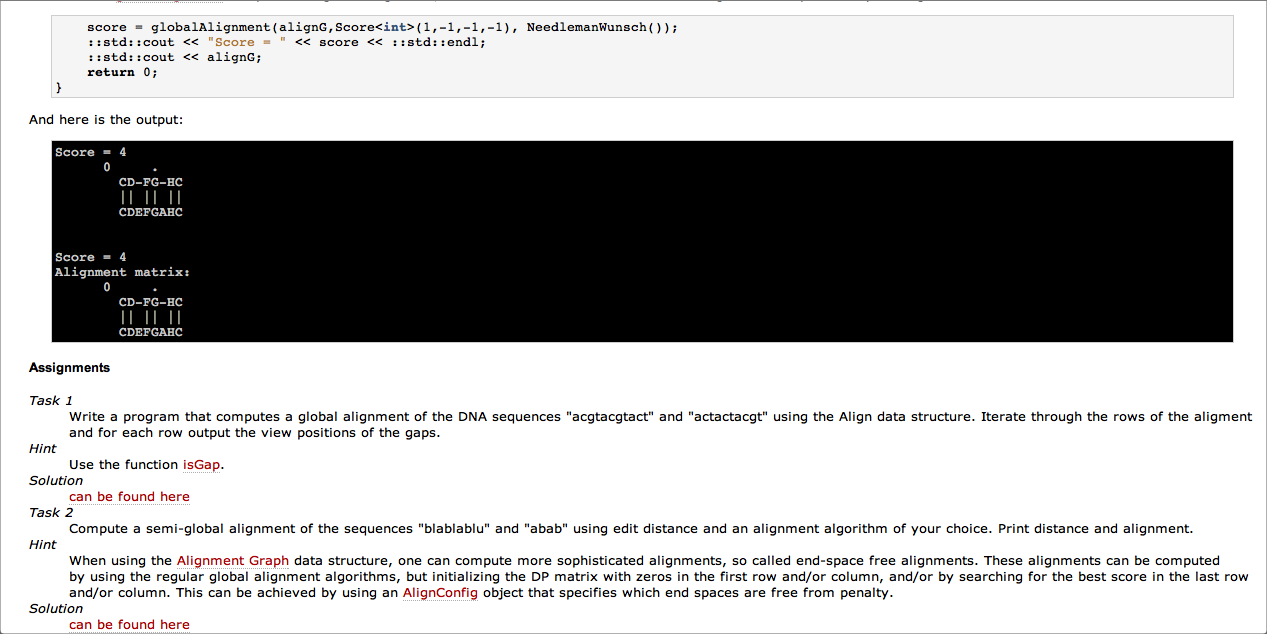 score = globalAlignment(alignG,Score<int>(1,-1,-1,-1), NeedlemanWunsch());
::std::cout << "Score = " << score << ::std::endl;
::std::cout << alignG;
return 0;
}
And here is the output:
Score = 4
0 .
CD-FG-HC
|| || ||
CDEFGAHC
Score = 4
Alignment matrix:
0 .
CD-FG-HC
|| || ||
CDEFGAHC
Assignments
Task 1
Write a program that computes a global alignment of the DNA sequences "acgtacgtact" and "actactacgt" using the Align data structure. Iterate through the rows of the aligment
and for each row output the view positions of the gaps.
Hint
Use the function isGap.
Solution
can be found here
Task 2
Compute a semi-global alignment of the sequences "blablablu" and "abab" using edit distance and an alignment algorithm of your choice. Print distance and alignment.
Hint
When using the Alignment Graph data structure, one can compute more sophisticated alignments, so called end-space free alignments. These alignments can be computed
by using the regular global alignment algorithms, but initializing the DP matrix with zeros in the first row and/or column, and/or by searching for the best score in the last row
and/or column. This can be achieved by using an AlignConfig object that specifies which end spaces are free from penalty.
Solution
can be found here